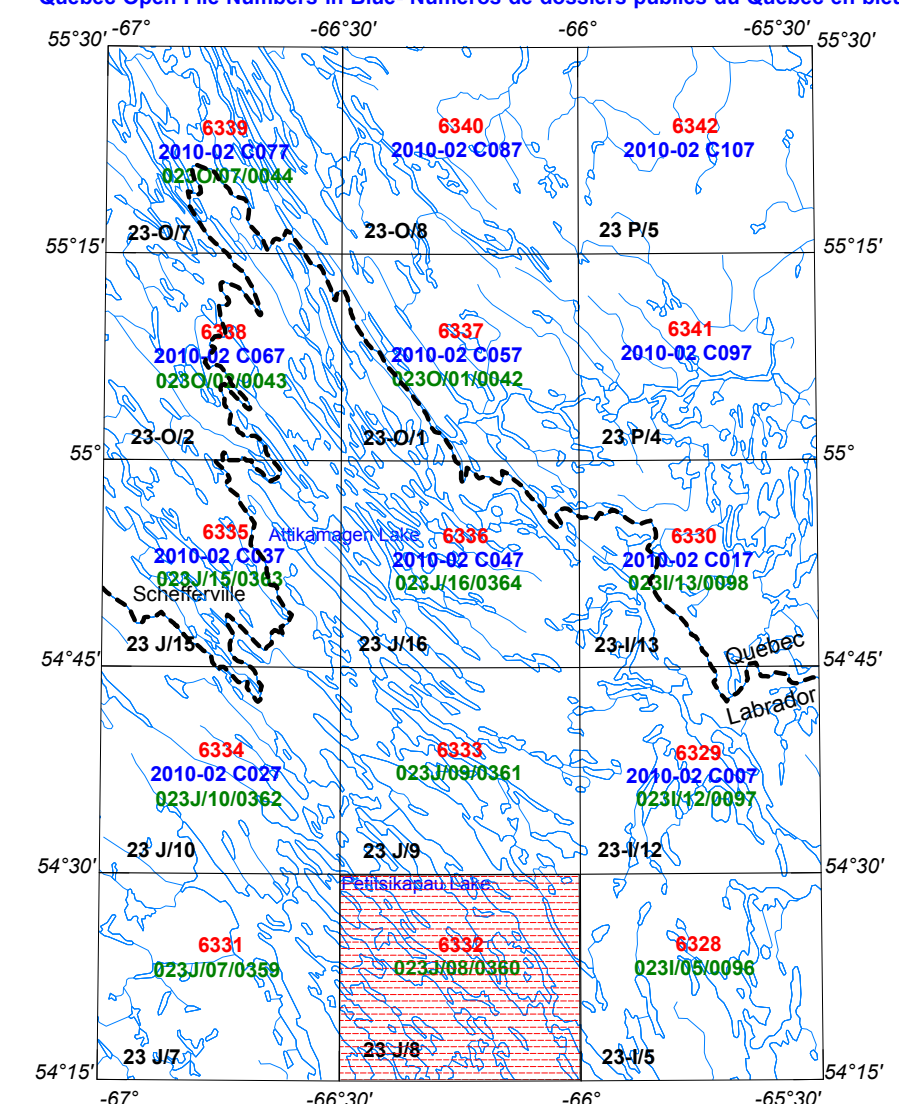 Quebec Open File Numbers in Blue- Numéros de dossiers publics du Québec en bleu
55°30' -67° -66°30' -66° -65°30' 55°30'
6339 6340 6342
2010-02 C077 2010-02 C087 2010-02 C107
023O/07/0044
23-O/7 23-O/8 23 P/5
55°15' 55°15'
6338 6337 6341
2010-02 C067 2010-02 C057 2010-02 C097
023O/02/0043 023O/01/0042
23-O/2 23-O/1 23 P/4
55° 55°
6335 Attikamagen Lake 6336 6330
2010-02 C037 2010-02 C047 2010-02 C017
023J/15/0363 023J/16/0364 023I/13/0098
Schefferville
23 J/15 23 J/16 23-I/13 Québec
54°45' 54°45'
Labrador
6334 6333 6329
2010-02 C027 023J/09/0361 2010-02 C007
023J/10/0362 023I/12/0097
23 J/10 23 J/9 23-I/12
54°30' 54°30'
Petitsikapau Lake
6331 6332 6328
023J/07/0359 023J/08/0360 023I/05/0096
23 J/7 23 J/8 23-I/5
54°15' 54°15'
-67° -66°30' -66° -65°30'